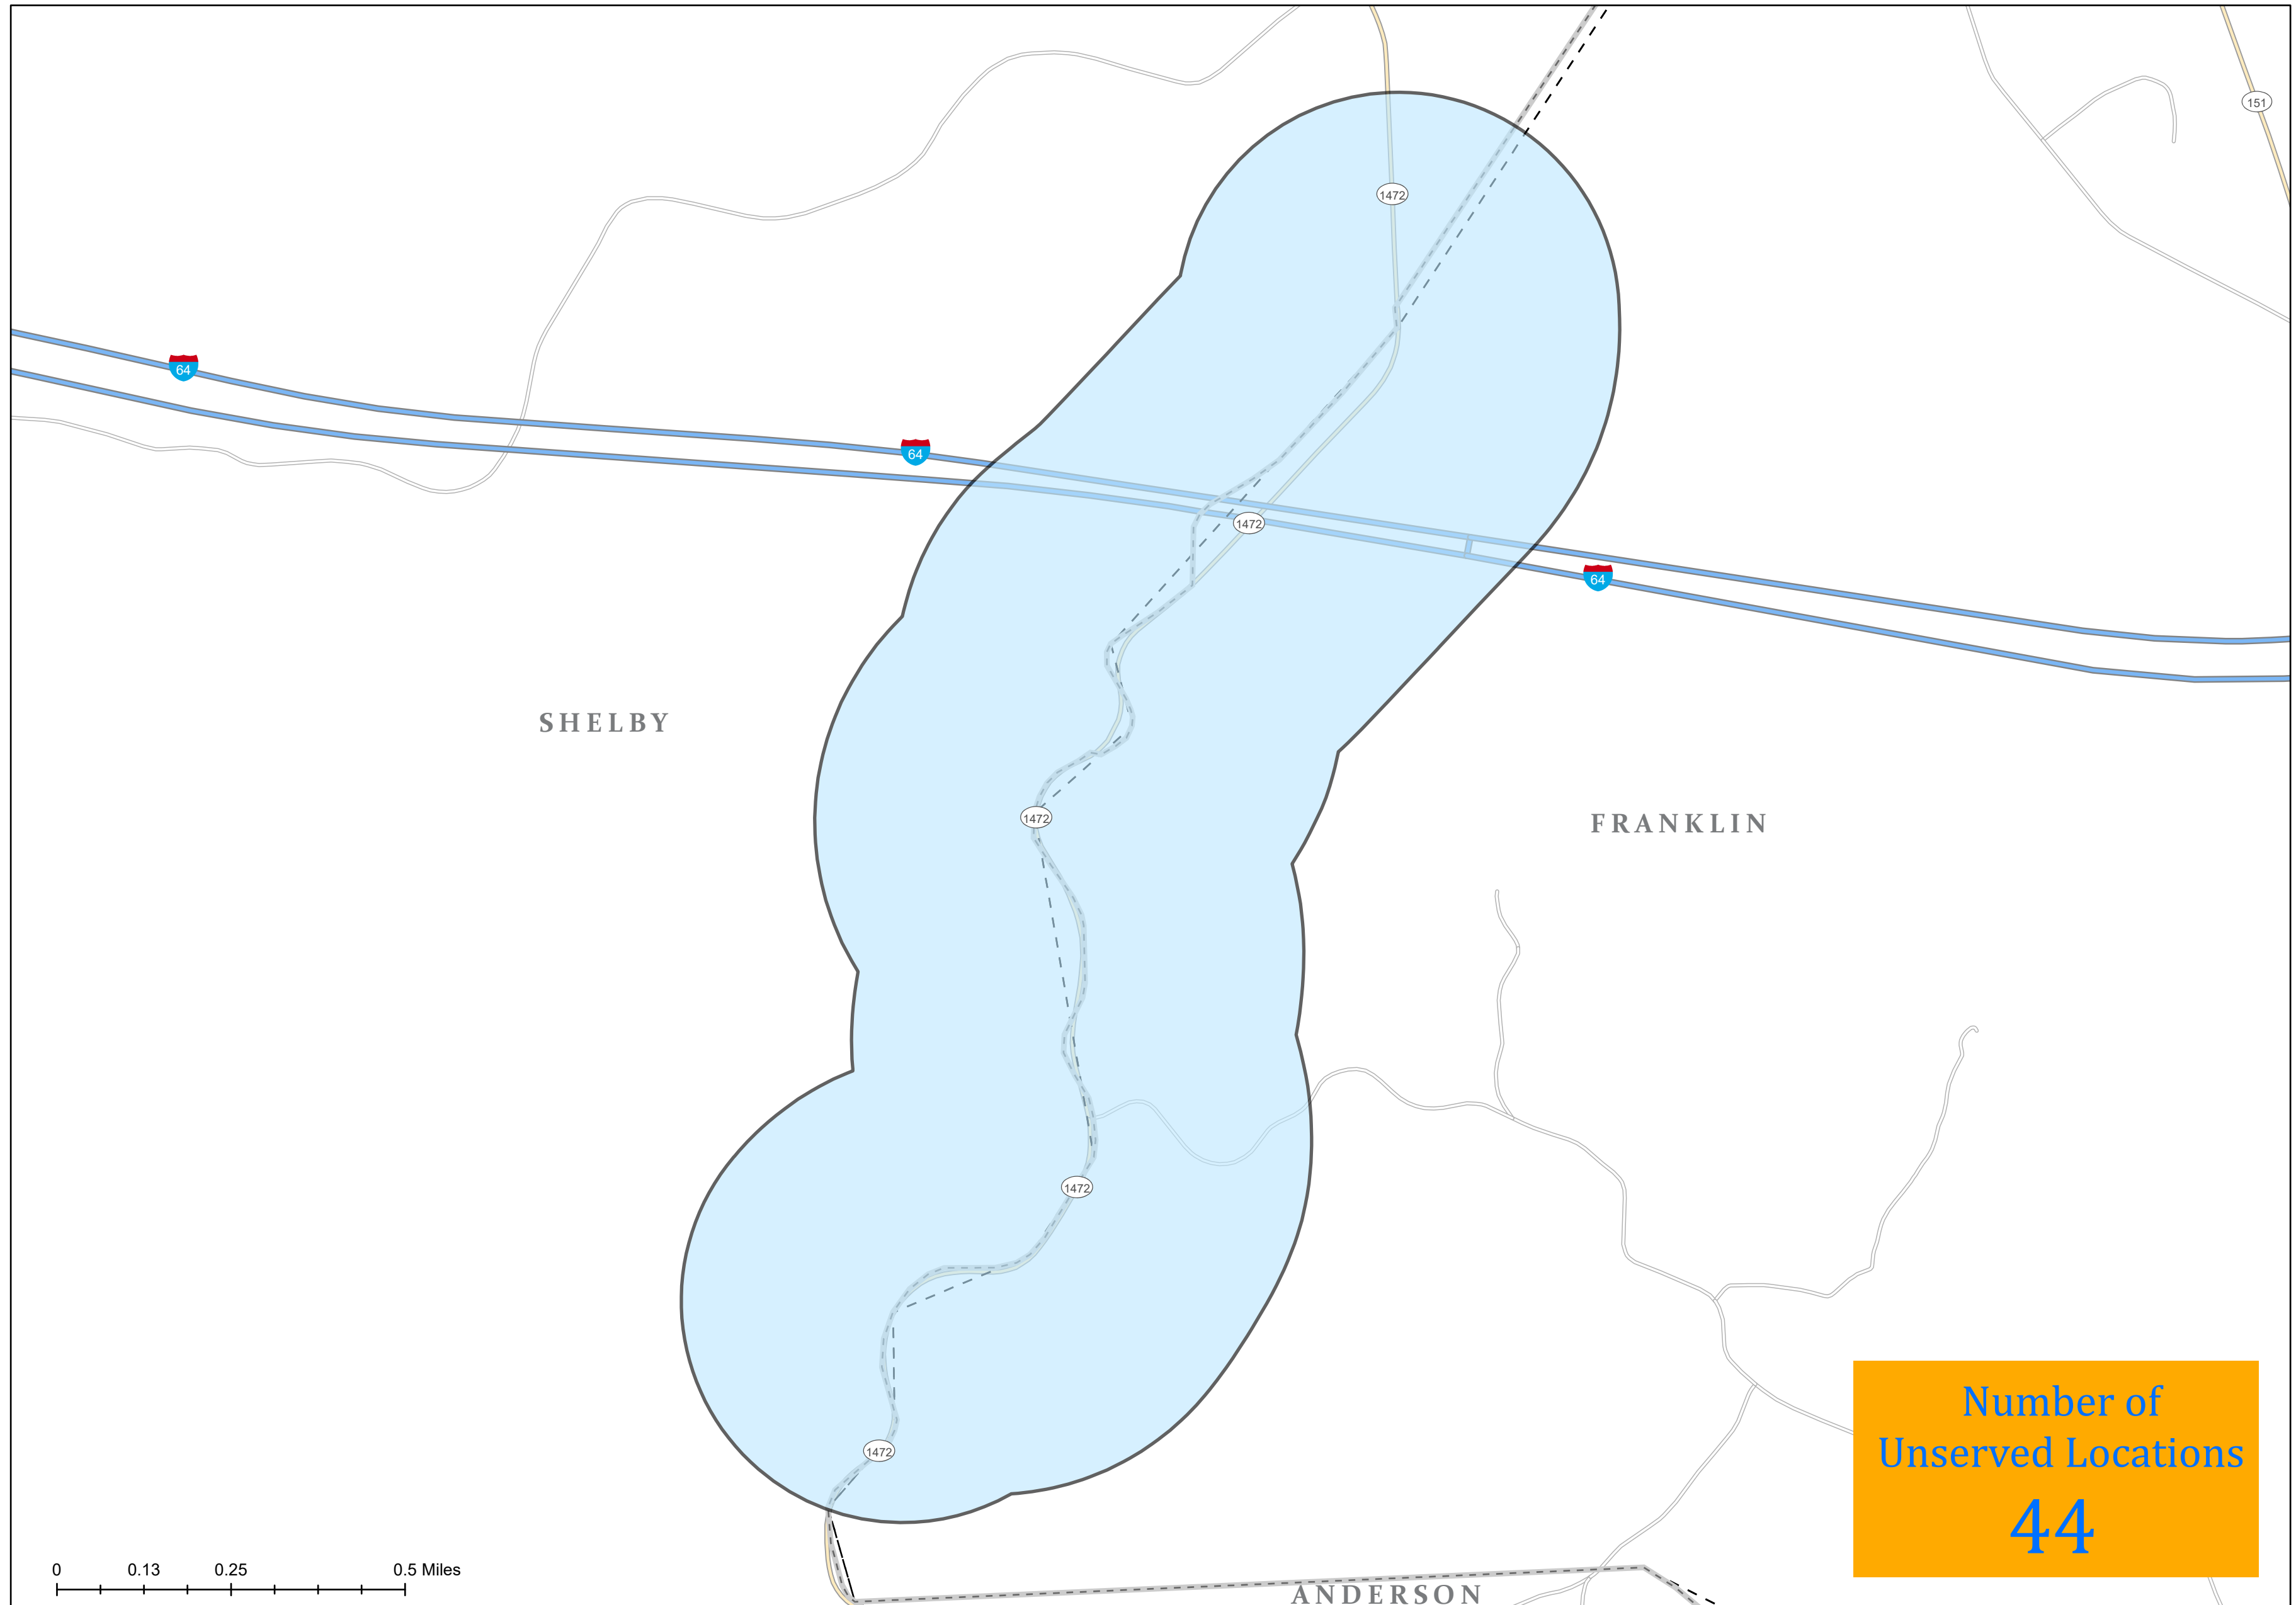 151
1472
64
64
1472
64
SHELBY
1472
FRANKLIN
1472
Number of
Unserved Locations
44
1472
0 0.13 0.25 0.5 Miles
ANDERSON